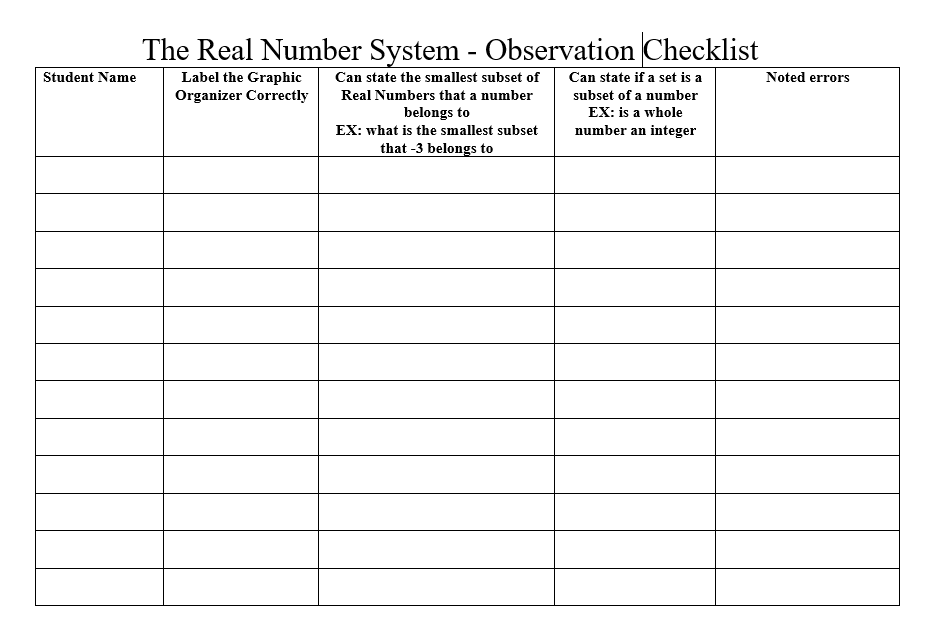 The Real Number System - Observation Checklist
Student Name
Label the Graphic
Organizer Correctly
Can state the smallest subset of
Real Numbers that a number
belongs to
EX: what is the smallest subset
that -3 belongs to
Can state if a set is a
subset of a number
EX: is a whole
number an integer
Noted errors